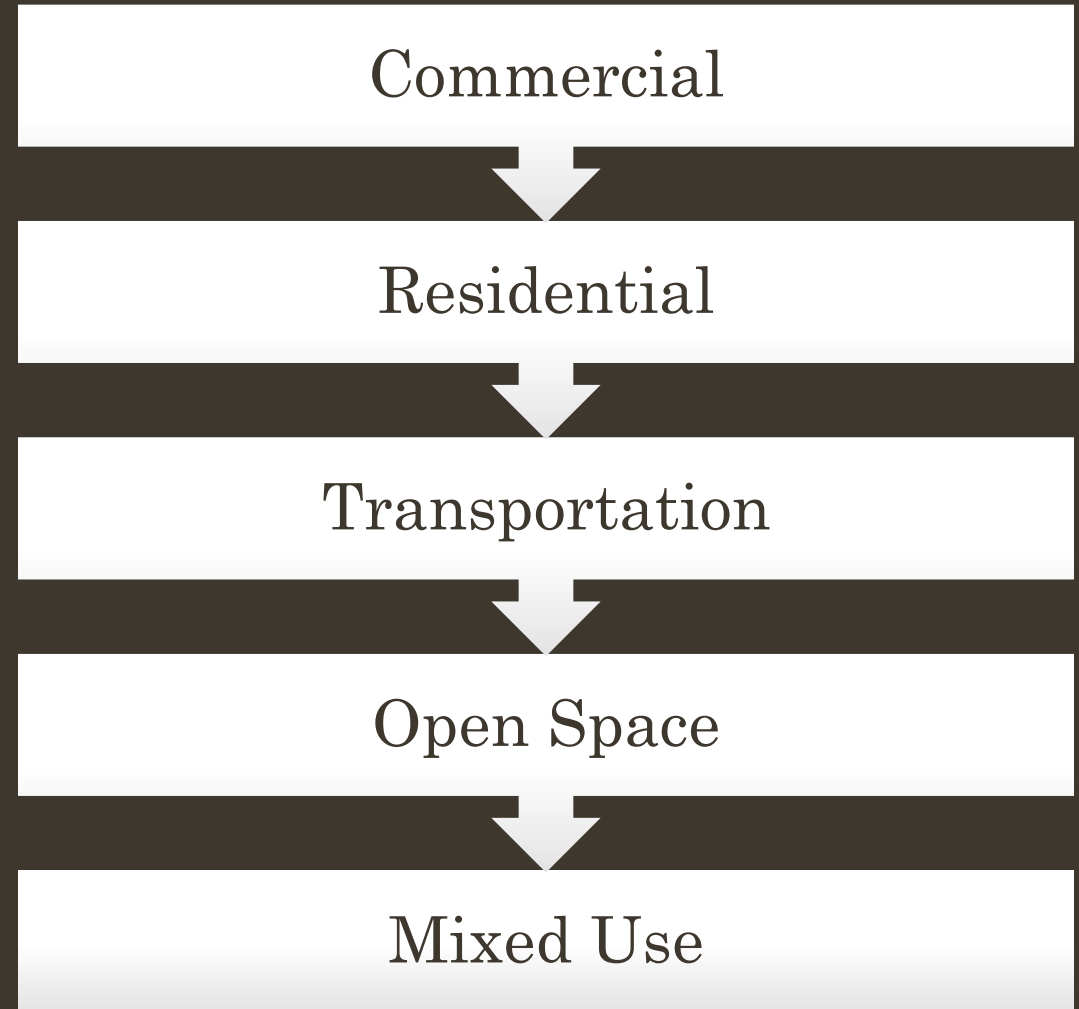 Commercial
Residential
Transportation
Open Space
Mixed Use